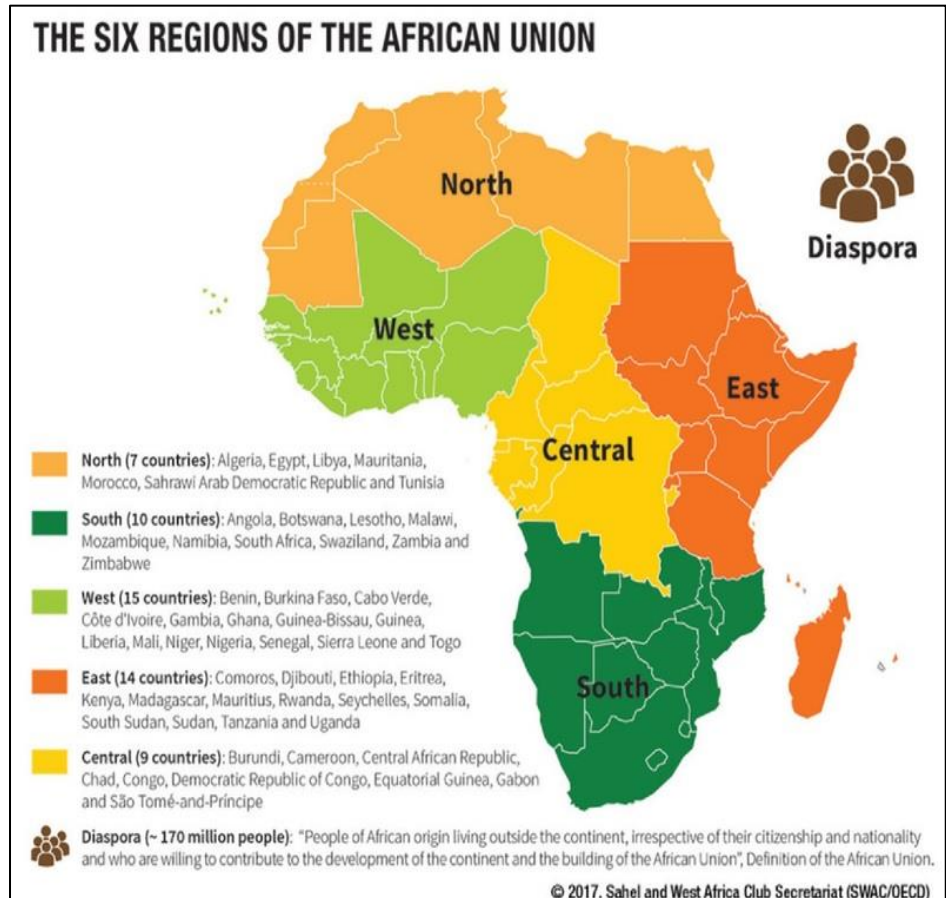 THE SIX REGIONS OF THE AFRICAN UNION
North
Diaspora
West
East
Central
South
North (7 countries): Algeria, Egypt, Libya, Mauritania,
Morocco, Sahrawi Arab Democratic Republic and Tunisia
South (10 countries): Angola, Botswana, Lesotho, Malawi,
Mozambique, Namibia, South Africa, Swaziland, Zambia and
Zimbabwe
West (15 countries): Benin, Burkina Faso, Cabo Verde,
Côte d'Ivoire, Gambia, Ghana, Guinea-Bissau, Guinea,
Liberia, Mali, Niger, Nigeria, Senegal, Sierra Leone and Togo
East (14 countries): Comoros, Djibouti, Ethiopia, Eritrea,
Kenya, Madagascar, Mauritius, Rwanda, Seychelles, Somalia,
South Sudan, Sudan, Tanzania and Uganda
Central (9 countries): Burundi, Cameroon, Central African Republic,
Chad, Congo, Democratic Republic of Congo, Equatorial Guinea, Gabon
and São Tomé-and-Príncipe
Diaspora (~ 170 million people): "People of African origin living outside the continent, irrespective of their citizenship and nationality
and who are willing to contribute to the development of the continent and the building of the African Union", Definition of the African Union.
© 2017. Sahel and West Africa Club Secretariat (SWAC/OECD)